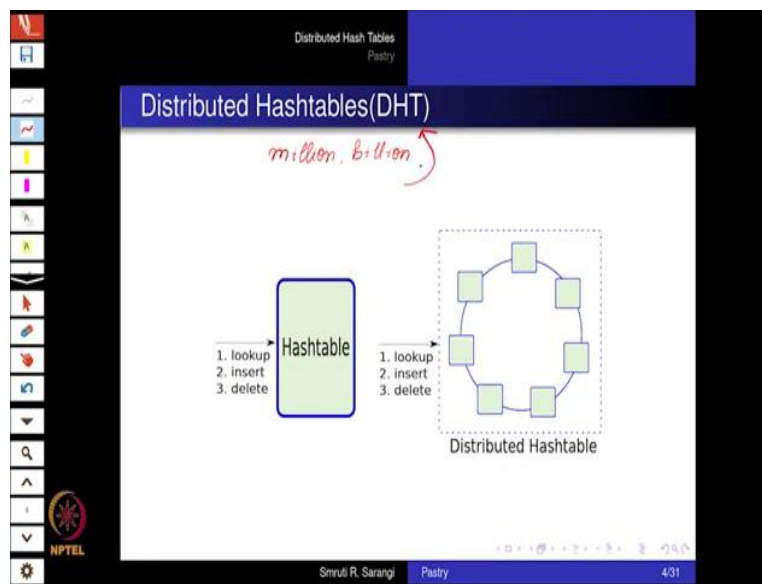 Distributed Hash Tables
Pastry
Distributed Hashtables(DHT)
million, billion.
Hashtable
1. lookup
2. insert
3. delete
1. lookup
2. insert
3. delete
Distributed Hashtable
NPTEL
Smruti R. Sarangi Pastry 4/31